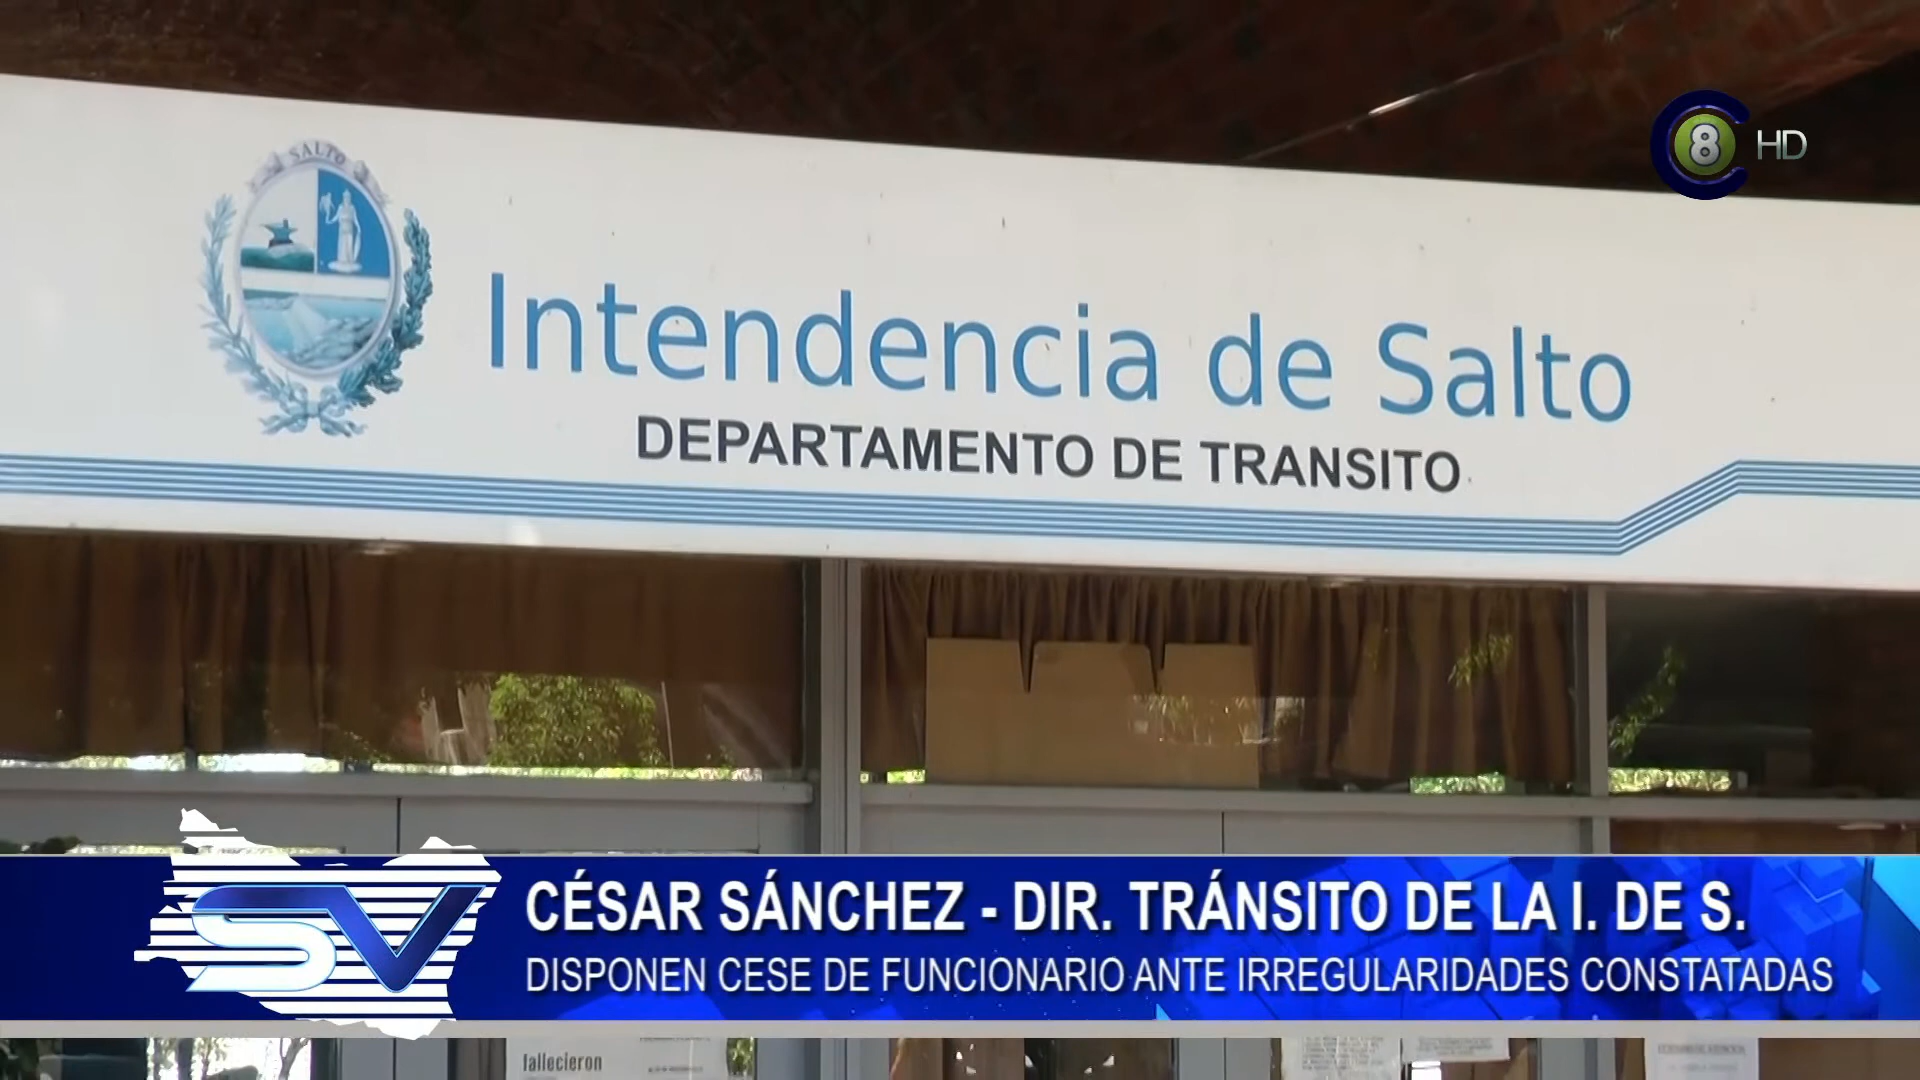 8 HD
SALTO
Intendencia de Salto
DEPARTAMENTO DE TRANSITO
SV
CÉSAR SÁNCHEZ - DIR. TRÁNSITO DE LA I. DE S.
DISPONEN CESE DE FUNCIONARIO ANTE IRREGULARIDADES CONSTATADAS
fallecieron